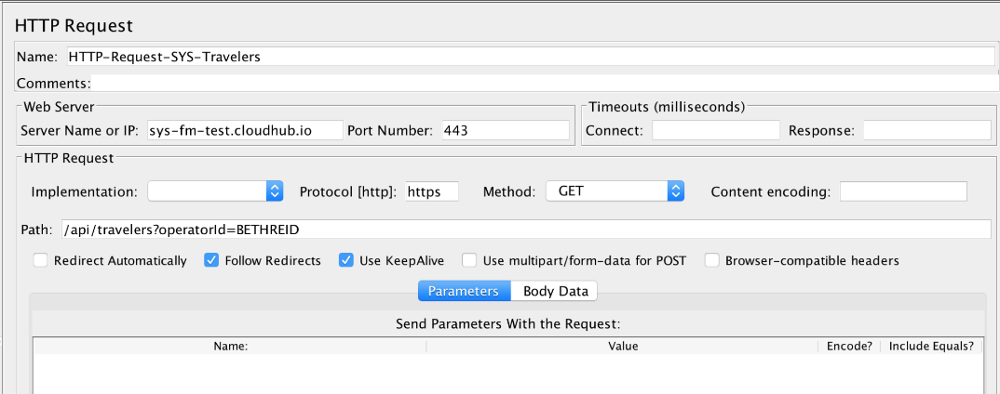 HTTP Request
Name: HTTP-Request-SYS-Travelers
Comments:
Web Server
Timeouts (milliseconds)
Server Name or IP: sys-fm-test.cloudhub.io Port Number: 443
Connect: Response:
HTTP Request
Implementation: Protocol [http]: https Method: GET Content encoding:
Path: /api/travelers?operatorId=BETHREID
Redirect Automatically Follow Redirects Use KeepAlive Use multipart/form-data for POST Browser-compatible headers
Parameters Body Data
Send Parameters With the Request:
Name: Value Encode? Include Equals?